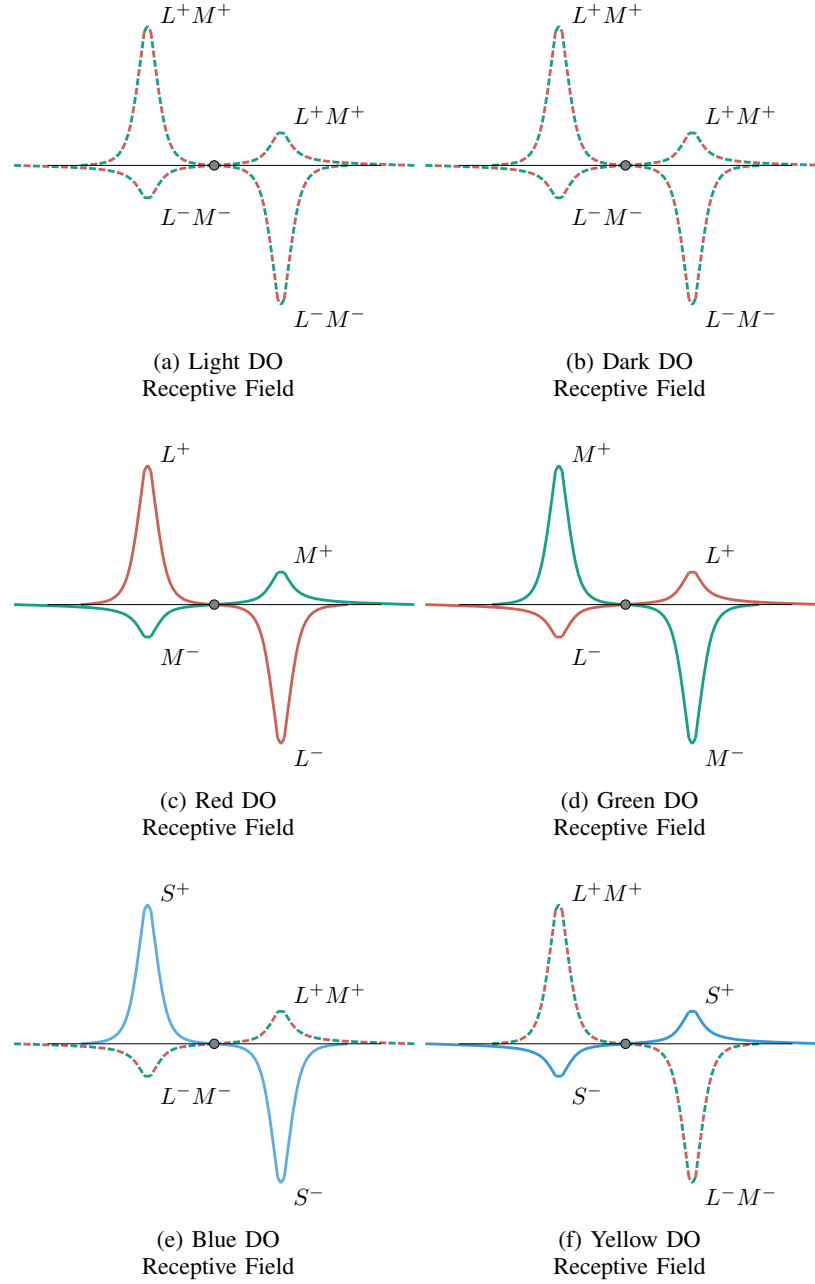 L⁺M⁺
L⁺M⁺
L⁻M⁻
L⁻M⁻
(a) Light DO
Receptive Field
L⁺M⁺
L⁺M⁺
L⁻M⁻
L⁻M⁻
(b) Dark DO
Receptive Field
L⁺
M⁺
M⁻
L⁻
(c) Red DO
Receptive Field
M⁺
L⁺
L⁻
M⁻
(d) Green DO
Receptive Field
S⁺
L⁺M⁺
L⁻M⁻
S⁻
(e) Blue DO
Receptive Field
L⁺M⁺
S⁺
S⁻
L⁻M⁻
(f) Yellow DO
Receptive Field